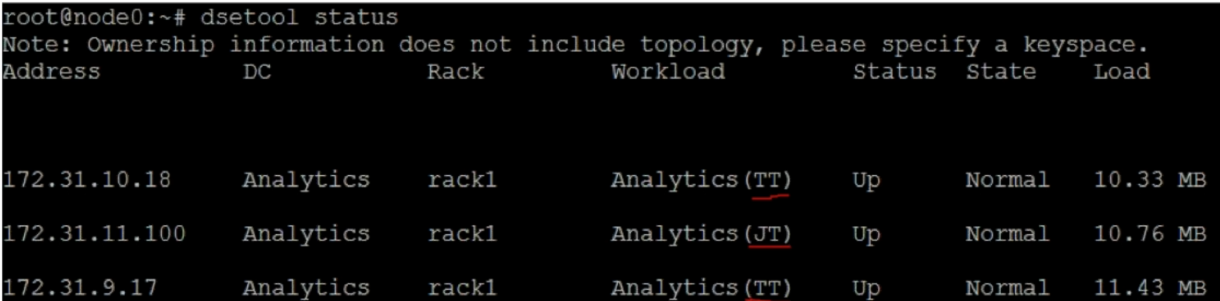 root@node0:~# dsetool status
Note: Ownership information does not include topology, please specify a keyspace.
Address DC Rack Workload Status State Load
172.31.10.18 Analytics rack1 Analytics(TT) Up Normal 10.33 MB
172.31.11.100 Analytics rack1 Analytics(JT) Up Normal 10.76 MB
172.31.9.17 Analytics rack1 Analytics(TT) Up Normal 11.43 MB